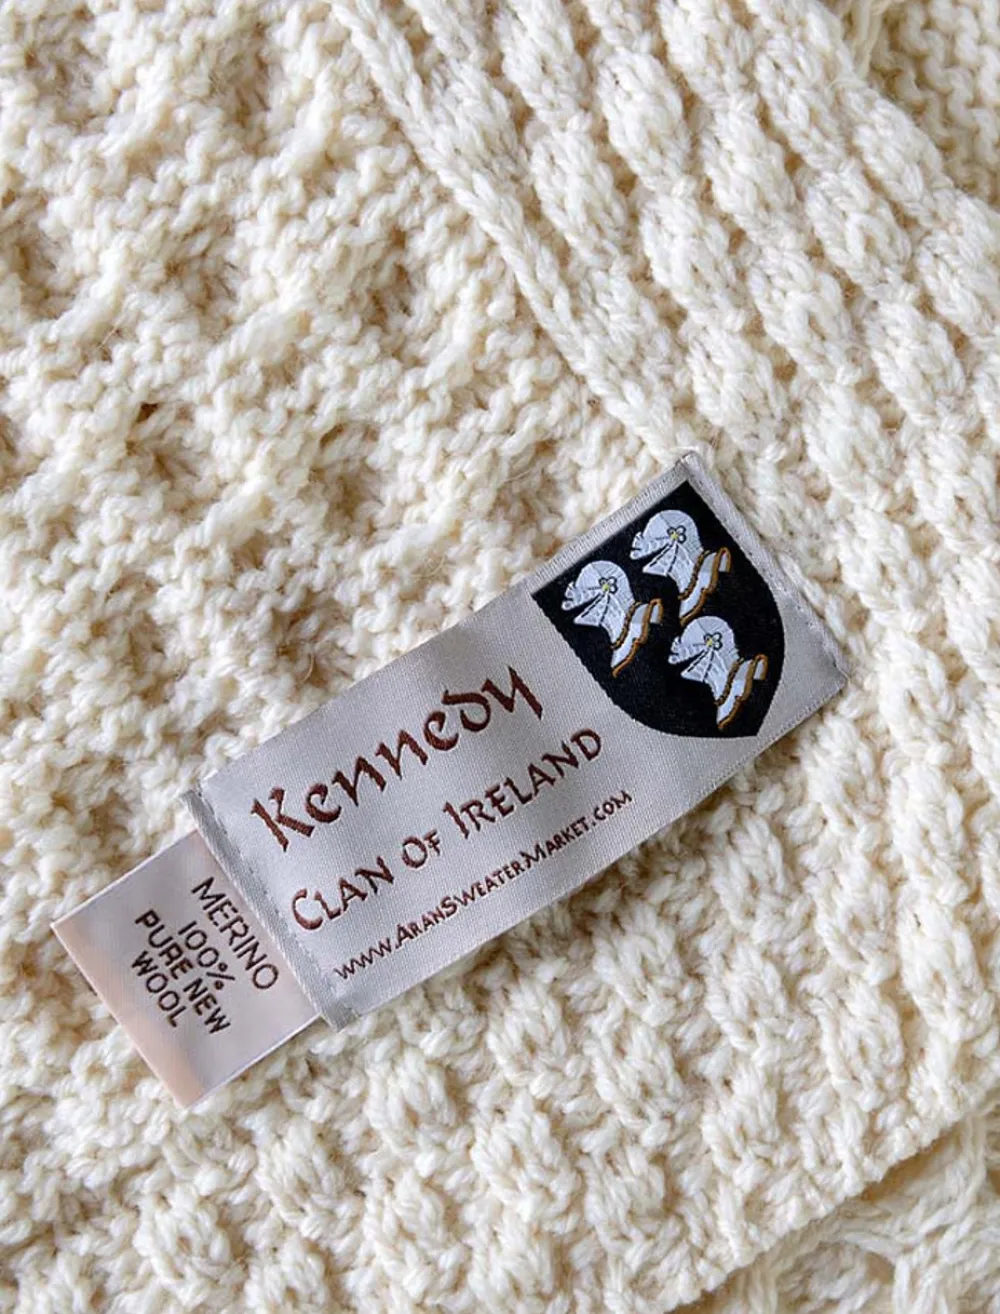 Kennedy
Clan Of Ireland
www.AranSweaterMarket.com
MERINO
100%
PURE NEW
WOOL